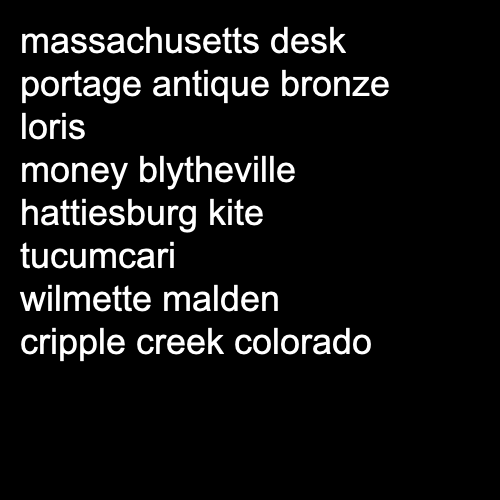 massachusetts desk
portage antique bronze
loris
money blytheville
hattiesburg kite
tucumcari
wilmette malden
cripple creek colorado